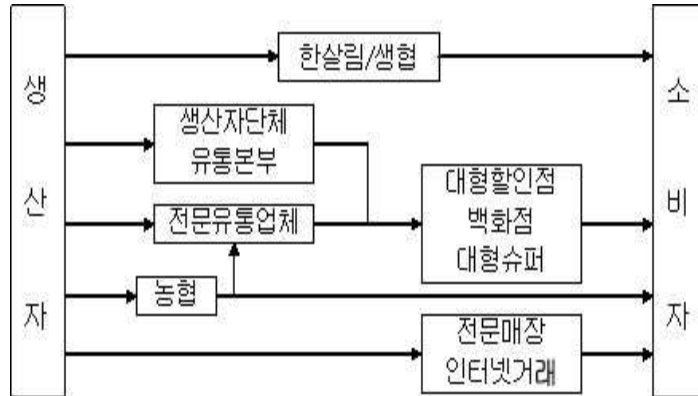 생산자
한살림/생협
생산자단체
유통본부
전문유통업체
농협
대형할인점
백화점
대형슈퍼
전문매장
인터넷거래
소비자